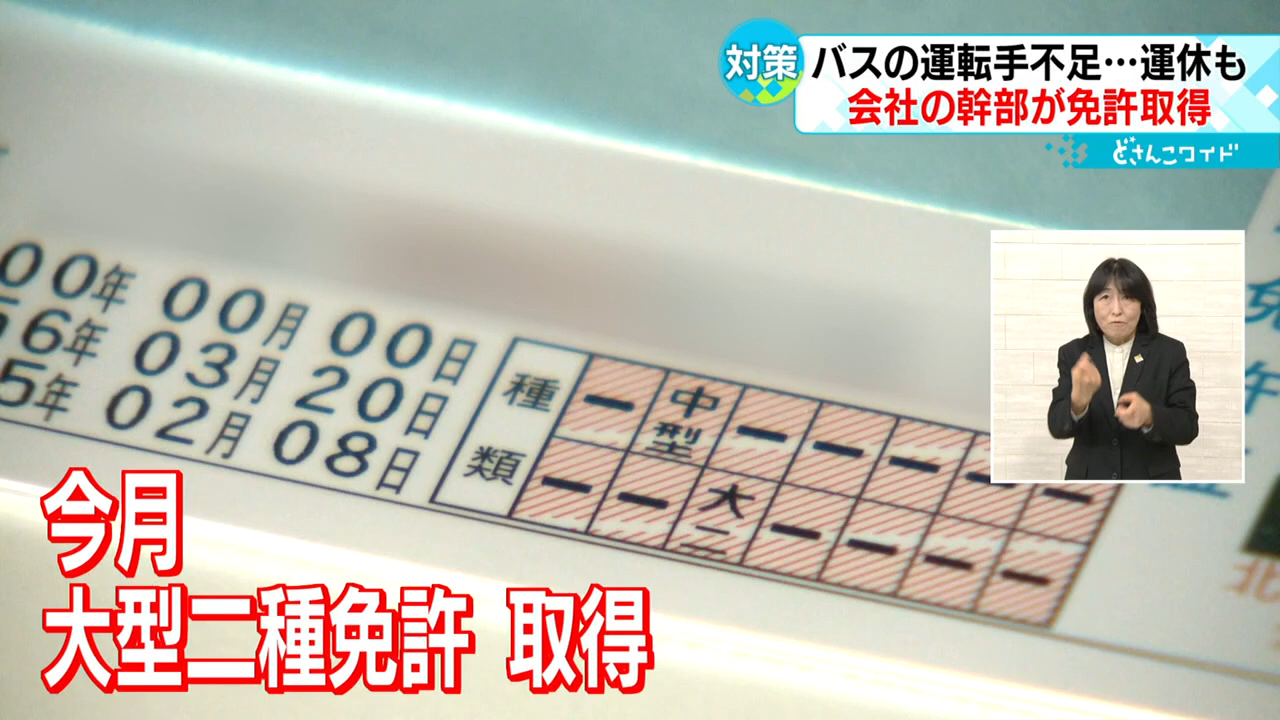 対策
バスの運転手不足…運休も
会社の幹部が免許取得
どさんこワイド
00年 00月 00日
56年 03月 20日
5年 02月 08日
種類
中型
大二
今月
大型二種免許 取得